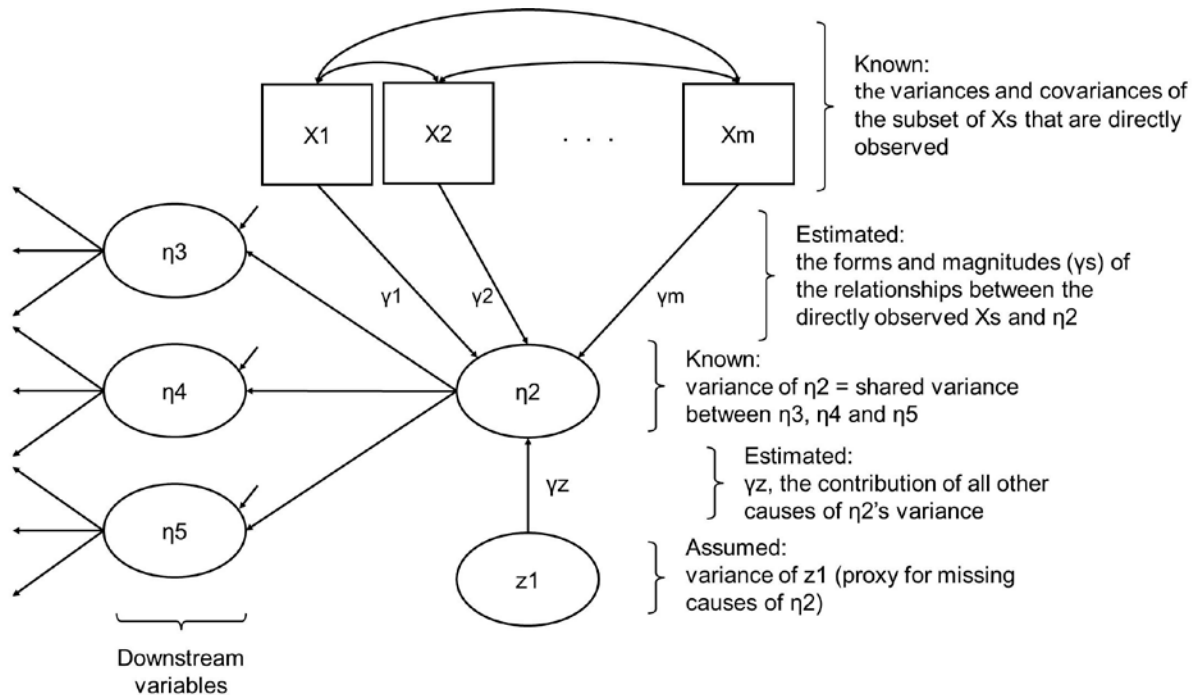 X1
X2
. . .
Xm
Known:
the variances and covariances of
the subset of Xs that are directly
observed
η3
γ1
γ2
γm
Estimated:
the forms and magnitudes (γs) of
the relationships between the
directly observed Xs and η2
η4
η2
Known:
variance of η2 = shared variance
between η3, η4 and η5
γz
Estimated:
γz, the contribution of all other
causes of η2's variance
η5
z1
Assumed:
variance of z1 (proxy for missing
causes of η2)
Downstream
variables